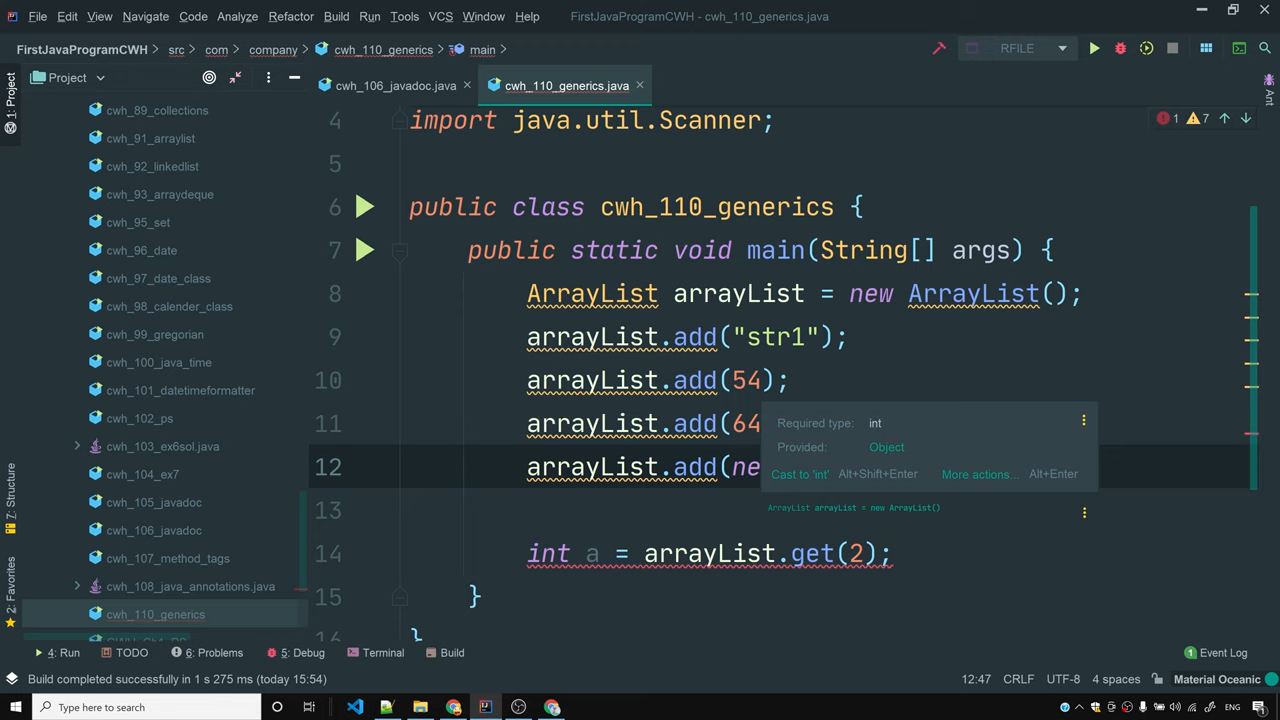 File Edit View Navigate Code Analyze Refactor Build Run Tools VCS Window Help FirstJavaProgramCWH - cwh_110_generics.java
FirstJavaProgramCWH src com company cwh_110_generics main RFILE
1: Project
Project
cwh_106_javadoc.java cwh_110_generics.java
cwh_89_collections
cwh_91_arraylist
cwh_92_linkedlist
cwh_93_arraydeque
cwh_95_set
cwh_96_date
cwh_97_date_class
cwh_98_calender_class
cwh_99_gregorian
cwh_100_java_time
cwh_101_datetimeformatter
cwh_102_ps
cwh_103_ex6sol.java
cwh_104_ex7
cwh_105_javadoc
cwh_106_javadoc
cwh_107_method_tags
cwh_108_java_annotations.java
cwh_110_generics
7: Structure
2: Favorites
Ant
1 7
4 import java.util.Scanner;
5
6 public class cwh_110_generics {
7 public static void main(String[] args) {
8 ArrayList arrayList = new ArrayList();
9 arrayList.add("str1");
10 arrayList.add(54);
11 arrayList.add(64
12 arrayList.add(ne
13
14 int a = arrayList.get(2);
15 }
16 }
Required type: int
Provided: Object
Cast to 'int' Alt+Shift+Enter More actions... Alt+Enter
ArrayList arrayList = new ArrayList()
4: Run TODO 6: Problems 5: Debug Terminal Build 1 Event Log
Build completed successfully in 1 s 275 ms (today 15:54) 12:47 CRLF UTF-8 4 spaces Material Oceanic
Type here to search ENG